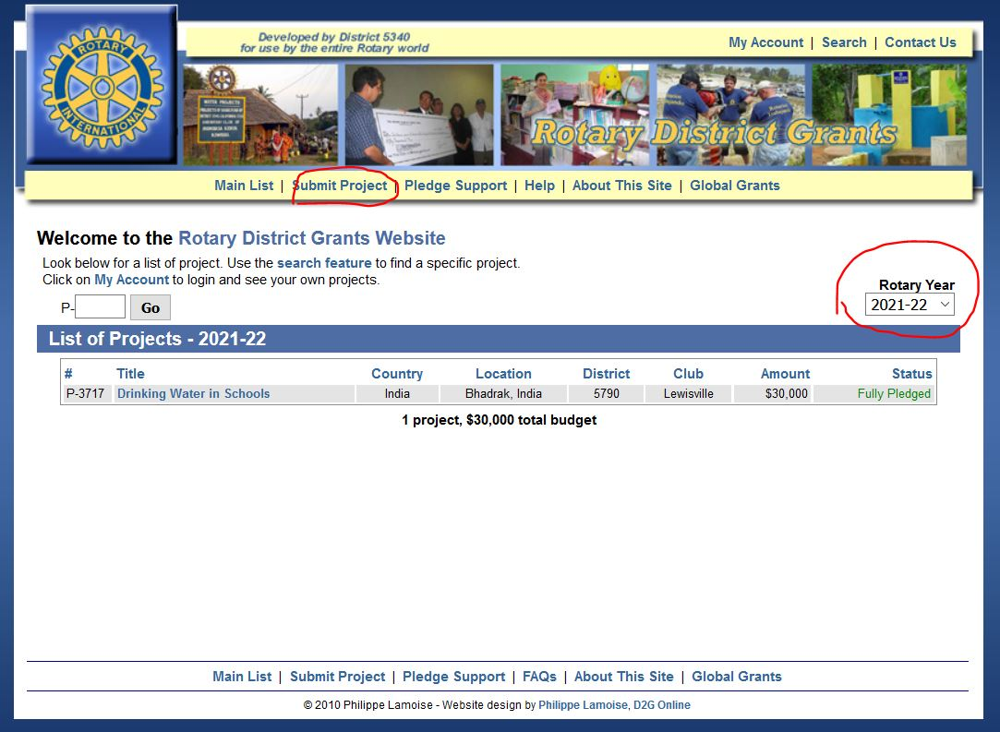 ROTARY
INTERNATIONAL
Developed by District 5340
for use by the entire Rotary world
My Account | Search | Contact Us
Rotary District Grants
Main List | Submit Project | Pledge Support | Help | About This Site | Global Grants
Welcome to the Rotary District Grants Website
Look below for a list of project. Use the search feature to find a specific project.
Click on My Account to login and see your own projects.
Rotary Year
P- Go
2021-22
List of Projects - 2021-22
# Title Country Location District Club Amount Status
P-3717 Drinking Water in Schools India Bhadrak, India 5790 Lewisville $30,000 Fully Pledged
1 project, $30,000 total budget
Main List | Submit Project | Pledge Support | FAQs | About This Site | Global Grants
© 2010 Philippe Lamoise - Website design by Philippe Lamoise, D2G Online